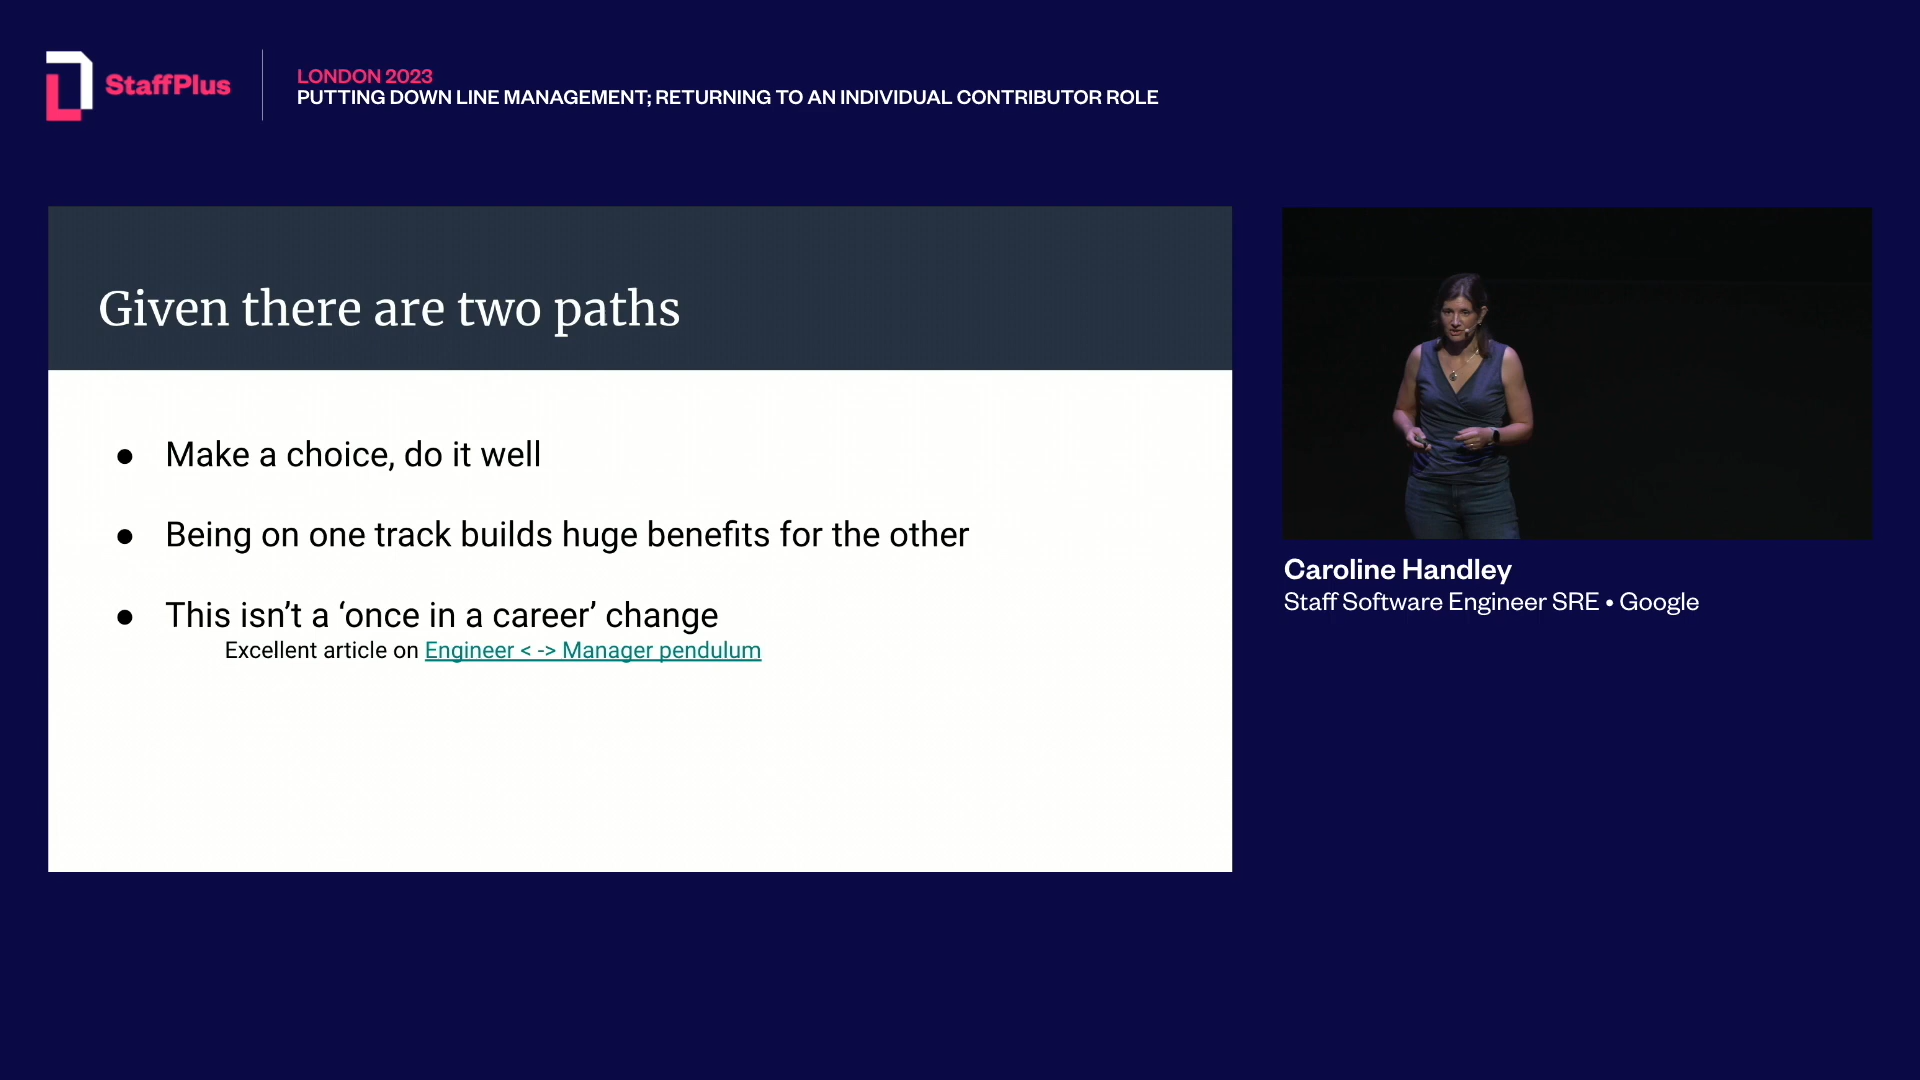 StaffPlus
LONDON 2023
PUTTING DOWN LINE MANAGEMENT; RETURNING TO AN INDIVIDUAL CONTRIBUTOR ROLE
Given there are two paths
● Make a choice, do it well
● Being on one track builds huge benefits for the other
● This isn’t a ‘once in a career’ change
Excellent article on Engineer < -> Manager pendulum
Caroline Handley
Staff Software Engineer SRE • Google